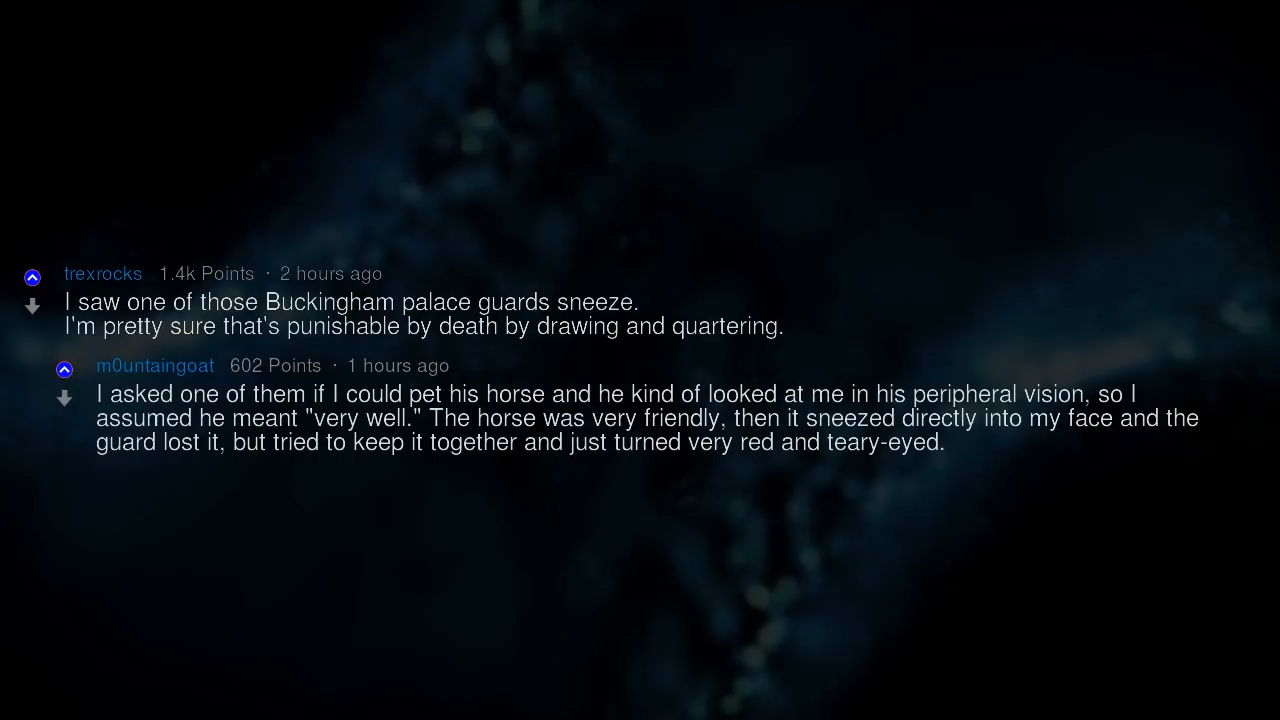 trexrocks 1.4k Points · 2 hours ago
I saw one of those Buckingham palace guards sneeze.
I'm pretty sure that's punishable by death by drawing and quartering.
m0untaingoat 602 Points · 1 hours ago
I asked one of them if I could pet his horse and he kind of looked at me in his peripheral vision, so I
assumed he meant "very well." The horse was very friendly, then it sneezed directly into my face and the
guard lost it, but tried to keep it together and just turned very red and teary-eyed.